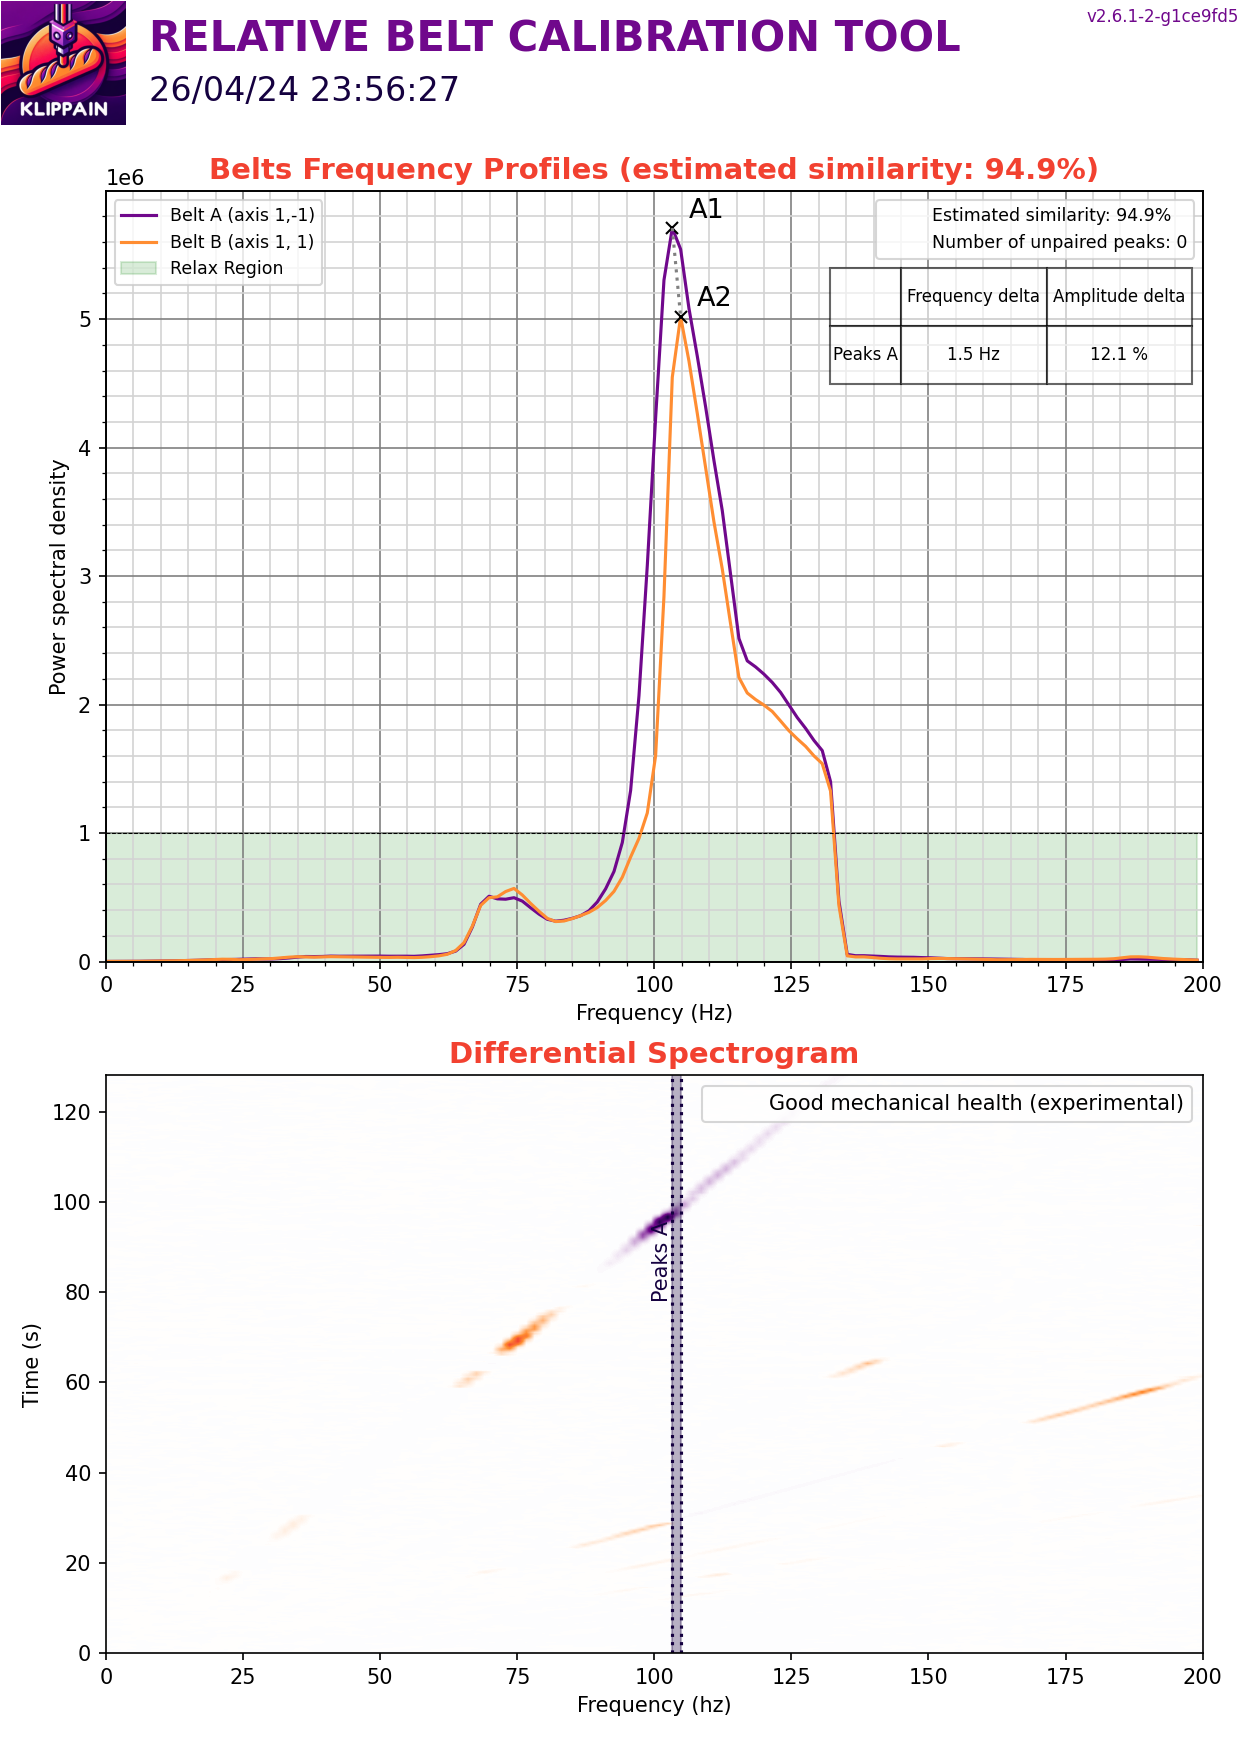 KLIPPAIN
RELATIVE BELT CALIBRATION TOOL
26/04/24 23:56:27
v2.6.1-2-g1ce9fd5
Belts Frequency Profiles (estimated similarity: 94.9%)
1e6
Belt A (axis 1,-1)
Belt B (axis 1, 1)
Relax Region
A1
A2
Estimated similarity: 94.9%
Number of unpaired peaks: 0
Frequency delta Amplitude delta
Peaks A 1.5 Hz 12.1 %
Power spectral density
5
4
3
2
1
0
0 25 50 75 100 125 150 175 200
Frequency (Hz)
Differential Spectrogram
Good mechanical health (experimental)
Peaks A
Time (s)
120
100
80
60
40
20
0
0 25 50 75 100 125 150 175 200
Frequency (hz)